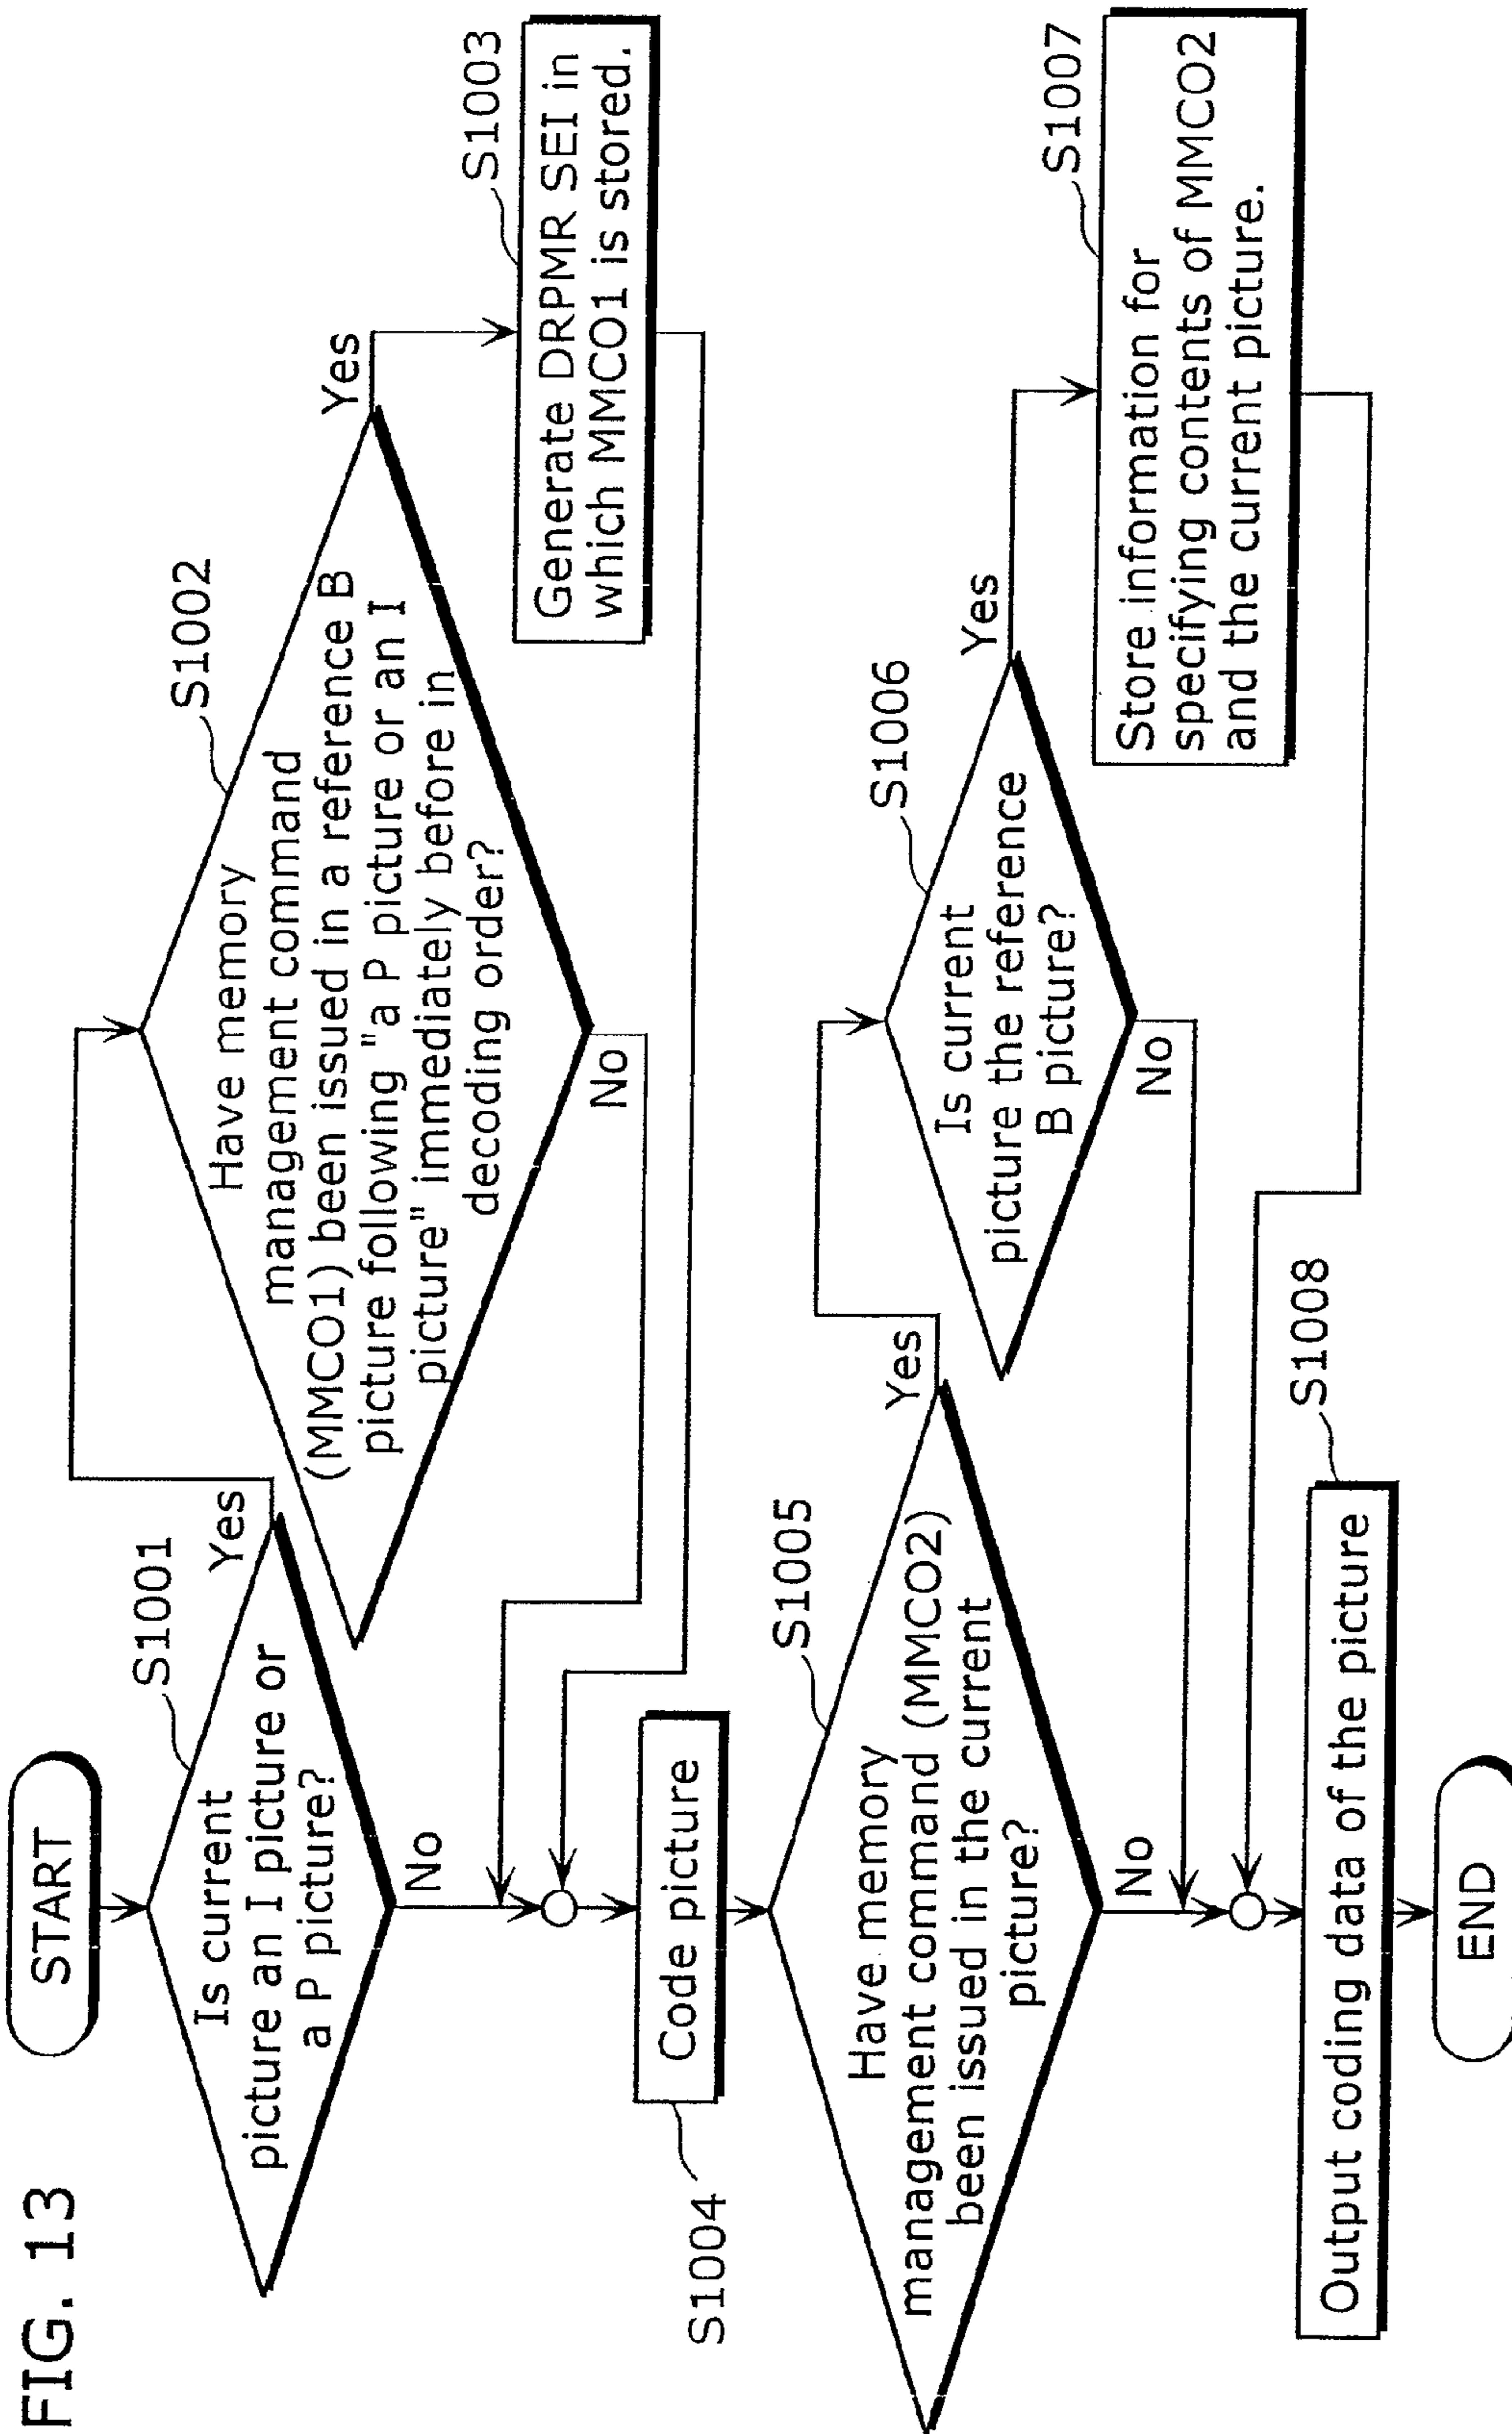 FIG. 13
START
S1001
Is current
picture an I picture or
a P picture?
Yes
No
S1002
Have memory
management command
(MMCO1) been issued in a reference B
picture following "a P picture or an I
picture" immediately before in
decoding order?
Yes
No
S1003
Generate DRPMR SEI in
which MMCO1 is stored.
S1004
Code picture
S1005
Have memory
management command (MMCO2)
been issued in the current
picture?
Yes
No
S1006
Is current
picture the reference
B picture?
Yes
No
S1007
Store information for
specifying contents of MMCO2
and the current picture.
S1008
Output coding data of the picture
END